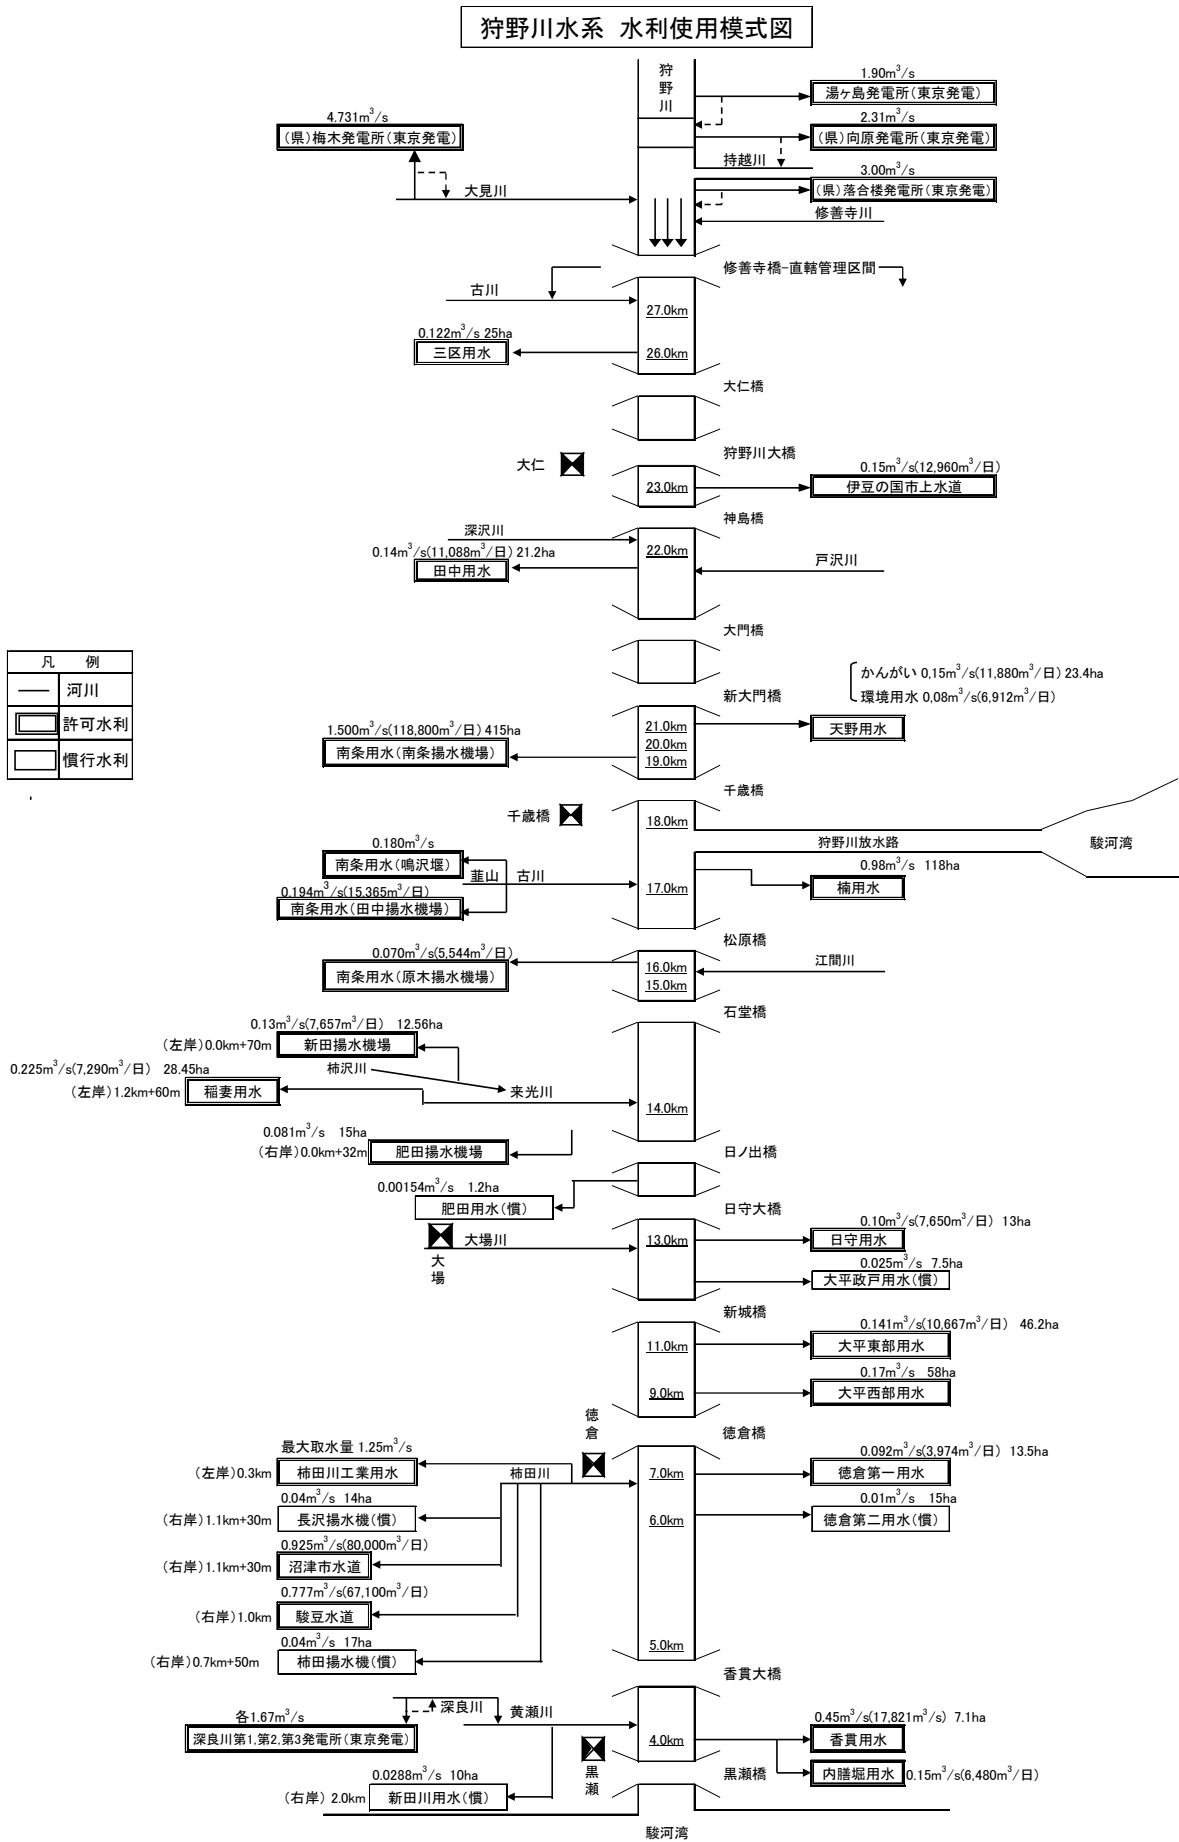 狩野川水系 水利使用模式図
狩野川
1.90m³/s
湯ヶ島発電所(東京発電)
4.731m³/s
(県)梅木発電所(東京発電)
2.31m³/s
(県)向原発電所(東京発電)
持越川
3.00m³/s
(県)落合楼発電所(東京発電)
大見川
修善寺川
修善寺橋-直轄管理区間
古川
27.0km
0.122m³/s 25ha
三区用水
26.0km
大仁橋
狩野川大橋
大仁
0.15m³/s(12,960m³/日)
伊豆の国市上水道
23.0km
神島橋
深沢川
22.0km
0.14m³/s(11,088m³/日) 21.2ha
田中用水
戸沢川
大門橋
凡 例
河川
許可水利
慣行水利
かんがい 0,15m³/s(11,880m³/日) 23.4ha
環境用水 0,08m³/s(6,912m³/日)
新大門橋
天野用水
1.500m³/s(118,800m³/日) 415ha
南条用水(南条揚水機場)
21.0km
20.0km
19.0km
千歳橋
千歳橋
18.0km
狩野川放水路
駿河湾
0.180m³/s
南条用水(鳴沢堰)
韮山 古川
0.194m³/s(15,365m³/日)
南条用水(田中揚水機場)
17.0km
0.98m³/s 118ha
楠用水
松原橋
0.070m³/s(5,544m³/日)
南条用水(原木揚水機場)
16.0km
15.0km
江間川
石堂橋
0.13m³/s(7,657m³/日) 12.56ha
(左岸)0.0km+70m
新田揚水機場
0.225m³/s(7,290m³/日) 28.45ha
(左岸)1.2km+60m
稲妻用水
柿沢川
来光川
14.0km
0.081m³/s 15ha
(右岸)0.0km+32m
肥田揚水機場
日ノ出橋
0.00154m³/s 1.2ha
肥田用水(慣)
日守大橋
大場川
大場
13.0km
0.10m³/s(7,650m³/日) 13ha
日守用水
0.025m³/s 7.5ha
大平政戸用水(慣)
新城橋
11.0km
0.141m³/s(10,667m³/日) 46.2ha
大平東部用水
0.17m³/s 58ha
9.0km
大平西部用水
徳倉
徳倉橋
最大取水量 1.25m³/s
(左岸)0.3km
柿田川工業用水
柿田川
7.0km
0.092m³/s(3,974m³/日) 13.5ha
徳倉第一用水
0.04m³/s 14ha
(右岸)1.1km+30m
長沢揚水機(慣)
6.0km
0.01m³/s 15ha
徳倉第二用水(慣)
0.925m³/s(80,000m³/日)
(右岸)1.1km+30m
沼津市水道
0.777m³/s(67,100m³/日)
(右岸)1.0km
駿豆水道
0.04m³/s 17ha
(右岸)0.7km+50m
柿田揚水機(慣)
5.0km
香貫大橋
深良川
黄瀬川
各1.67m³/s
深良川第1,第2,第3発電所(東京発電)
4.0km
0.45m³/s(17,821m³/s) 7.1ha
香貫用水
黒瀬
黒瀬橋
内膳堀用水
0.15m³/s(6,480m³/日)
0.0288m³/s 10ha
(右岸) 2.0km
新田川用水(慣)
駿河湾